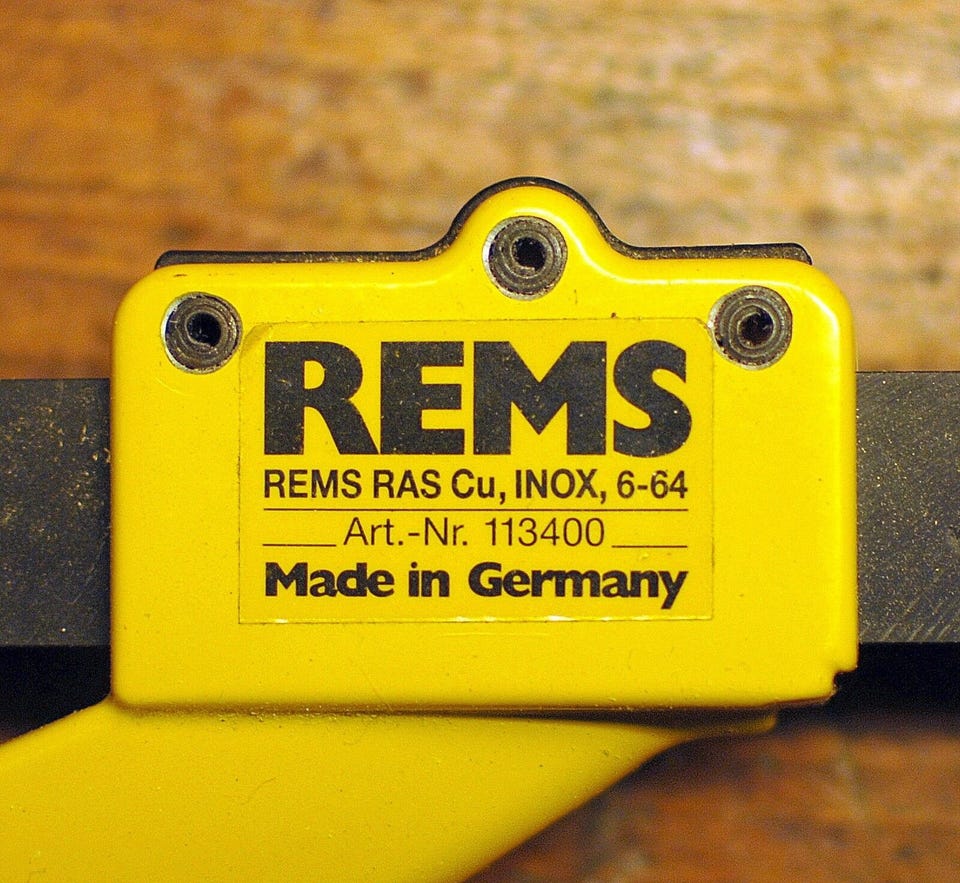 REMS
REMS RAS Cu, INOX, 6-64
Art.-Nr. 113400
Made in Germany